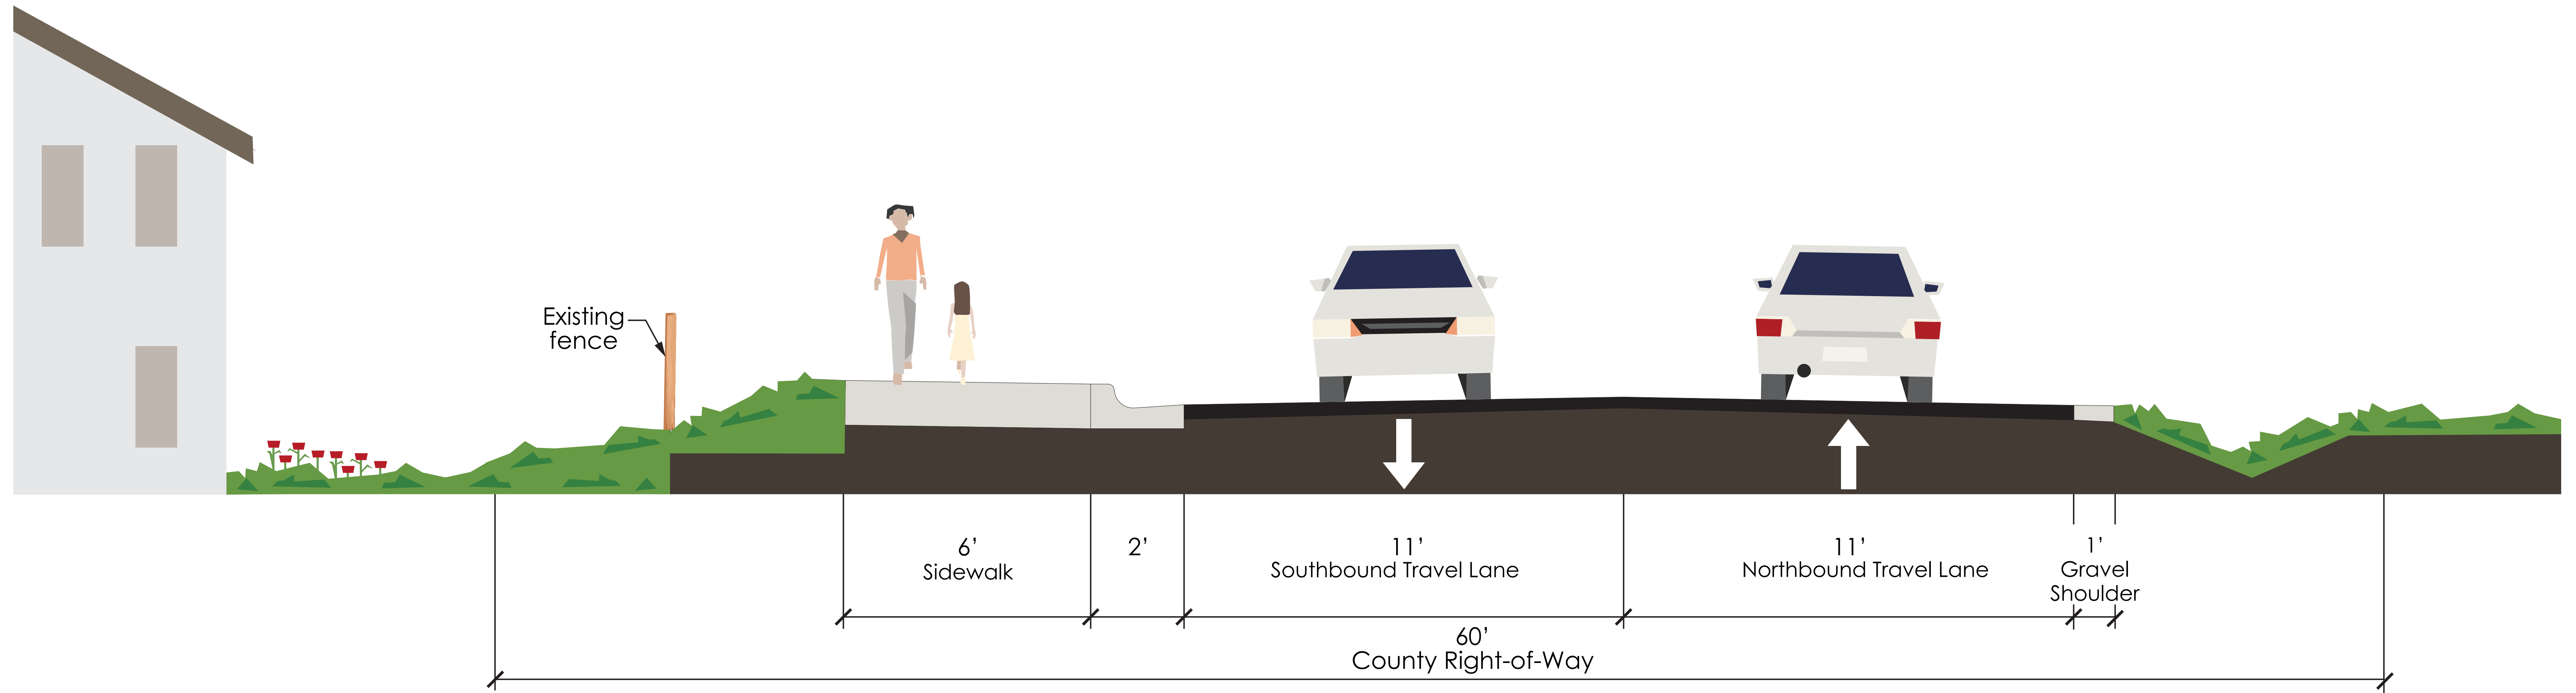 Existing
fence
6’
Sidewalk
2’
11’
Southbound Travel Lane
11’
Northbound Travel Lane
1’
Gravel
Shoulder
60’
County Right-of-Way